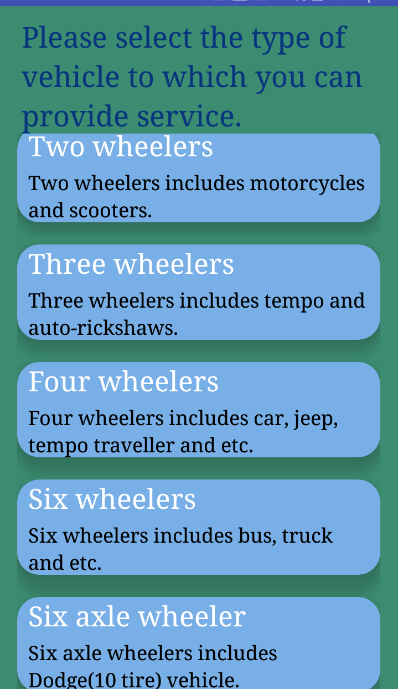 Please select the type of
vehicle to which you can
provide service.
Two wheelers
Two wheelers includes motorcycles
and scooters.
Three wheelers
Three wheelers includes tempo and
auto-rickshaws.
Four wheelers
Four wheelers includes car, jeep,
tempo traveller and etc.
Six wheelers
Six wheelers includes bus, truck
and etc.
Six axle wheeler
Six axle wheelers includes
Dodge(10 tire) vehicle.